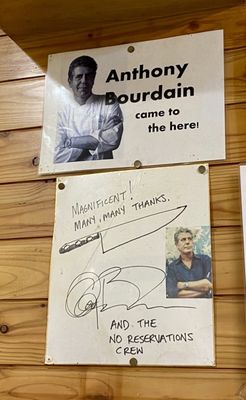 Anthony
Bourdain
came to
the here!
MAGNIFICENT!
MANY, MANY THANKS.
AND THE
NO RESERVATIONS
CREW